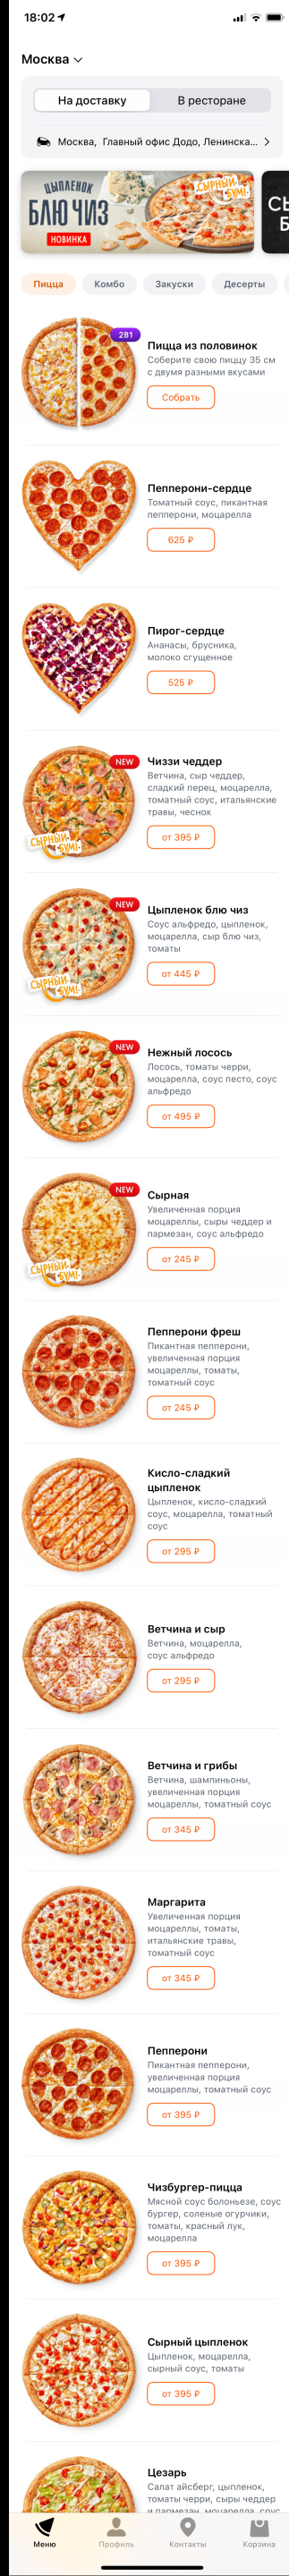 18:02
Москва
На доставку
В ресторане
Москва, Главный офис Додо, Ленинска...
ЦЫПЛЕНОК
БЛЮ ЧИЗ
НОВИНКА
СЫРНЫЙ
БУМ!
Пицца
Комбо
Закуски
Десерты
2В1
Пицца из половинок
Соберите свою пиццу 35 см
с двумя разными вкусами
Собрать
Пепперони-сердце
Томатный соус, пикантная
пепперони, моцарелла
625 ₽
Пирог-сердце
Ананасы, брусника,
молоко сгущенное
525 ₽
NEW
СЫРНЫЙ
БУМ!
Чиззи чеддер
Ветчина, сыр чеддер,
сладкий перец, моцарелла,
томатный соус, итальянские
травы, чеснок
от 395 ₽
NEW
СЫРНЫЙ
БУМ!
Цыпленок блю чиз
Соус альфредо, цыпленок,
моцарелла, сыр блю чиз,
томаты
от 445 ₽
NEW
Нежный лосось
Лосось, томаты черри,
моцарелла, соус песто, соус
альфредо
от 495 ₽
NEW
СЫРНЫЙ
БУМ!
Сырная
Увеличенная порция
моцареллы, сыры чеддер и
пармезан, соус альфредо
от 245 ₽
Пепперони фреш
Пикантная пепперони,
увеличенная порция
моцареллы, томаты,
томатный соус
от 245 ₽
Кисло-сладкий
цыпленок
Цыпленок, кисло-сладкий
соус, моцарелла, томатный
соус
от 295 ₽
Ветчина и сыр
Ветчина, моцарелла,
соус альфредо
от 295 ₽
Ветчина и грибы
Ветчина, шампиньоны,
увеличенная порция
моцареллы, томатный соус
от 345 ₽
Маргарита
Увеличенная порция
моцареллы, томаты,
итальянские травы,
томатный соус
от 345 ₽
Пепперони
Пикантная пепперони,
увеличенная порция
моцареллы, томатный соус
от 395 ₽
Чизбургер-пицца
Мясной соус болоньезе, соус
бургер, соленые огурчики,
томаты, красный лук,
моцарелла
от 395 ₽
Сырный цыпленок
Цыпленок, моцарелла,
сырный соус, томаты
от 395 ₽
Цезарь
Салат айсберг, цыпленок,
томаты черри, сыры чеддер
и пармезан, моцарелла, соус
Меню
Профиль
Контакты
Корзина